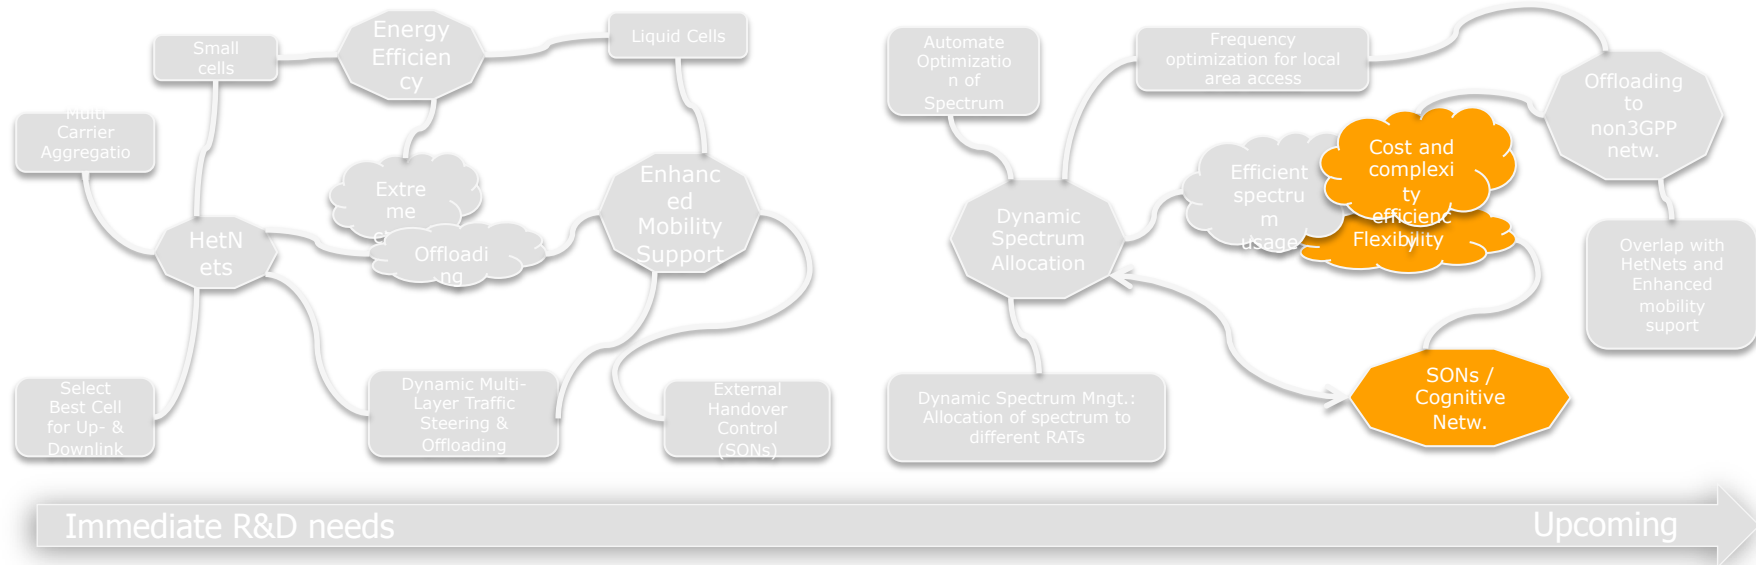 Small
cells
Energy
Efficien
cy
Liquid Cells
Multi
Carrier
Aggregatio
Extre
me
Offloadi
ng
HetN
ets
Enhanc
ed
Mobility
Support
Select
Best Cell
for Up- &
Downlink
Dynamic Multi-
Layer Traffic
Steering &
Offloading
External
Handover
Control
(SONs)
Automate
Optimizatio
n of
Spectrum
Frequency
optimization for local
area access
Offloading
to
non3GPP
netw.
Efficient
spectru
m
usage
Cost and
complexi
ty
efficienc
y
Flexibility
Dynamic
Spectrum
Allocation
Overlap with
HetNets and
Enhanced
mobility
suport
Dynamic Spectrum Mngt.:
Allocation of spectrum to
different RATs
SONs /
Cognitive
Netw.
Immediate R&D needs
Upcoming